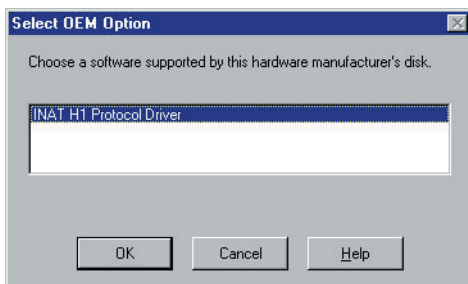 Select OEM Option
Choose a software supported by this hardware manufacturer's disk.
INAT H1 Protocol Driver
OK Cancel Help